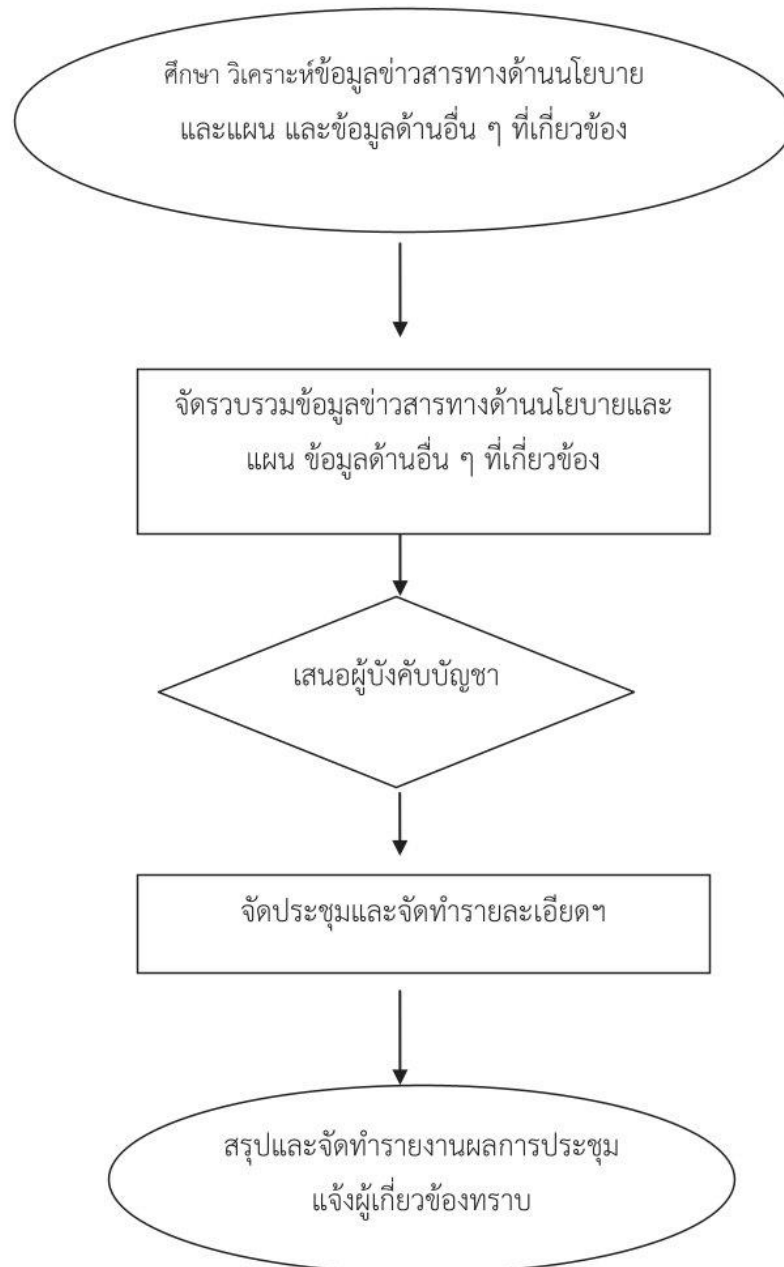 ศึกษา วิเคราะห์ข้อมูลข่าวสารทางด้านนโยบาย
และแผน และข้อมูลด้านอื่น ๆ ที่เกี่ยวข้อง
จัดรวบรวมข้อมูลข่าวสารทางด้านนโยบายและ
แผน ข้อมูลด้านอื่น ๆ ที่เกี่ยวข้อง
เสนอผู้บังคับบัญชา
จัดประชุมและจัดทำรายละเอียดฯ
สรุปและจัดทำรายงานผลการประชุม
แจ้งผู้เกี่ยวข้องทราบ